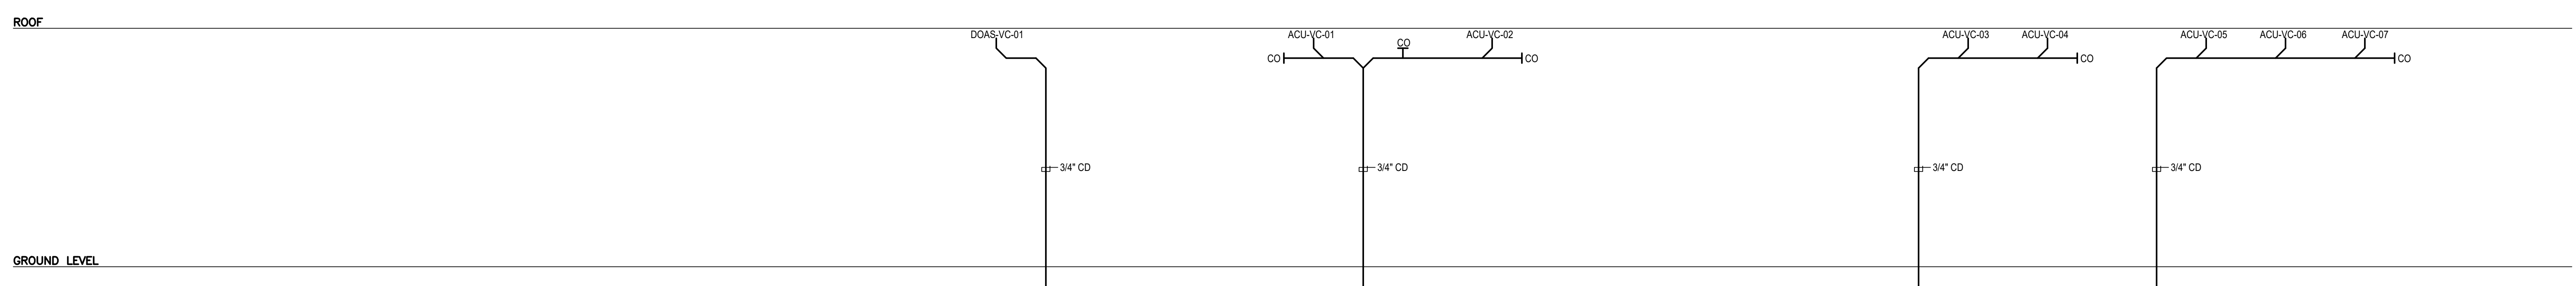 ROOF
DOAS-VC-01
ACU-VC-01
CO
ACU-VC-02
ACU-VC-03
ACU-VC-04
ACU-VC-05
ACU-VC-06
ACU-VC-07
CO
CO
CO
CO
3/4" CD
3/4" CD
3/4" CD
3/4" CD
GROUND LEVEL